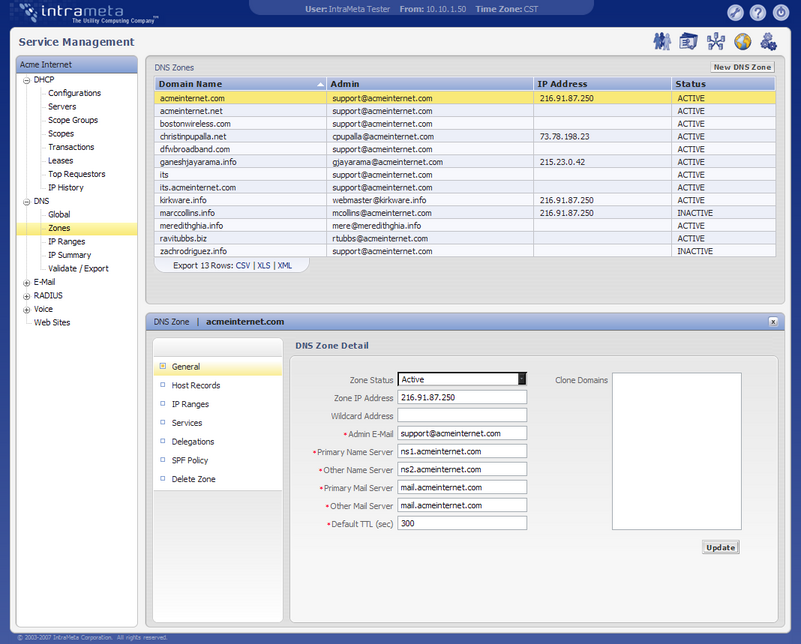 intrameta
The Utility Computing Company™
User: IntraMeta Tester From: 10.10.1.50 Time Zone: CST
Service Management
Acme Internet
DHCP
Configurations
Servers
Scope Groups
Scopes
Transactions
Leases
Top Requestors
IP History
DNS
Global
Zones
IP Ranges
IP Summary
Validate / Export
E-Mail
RADIUS
Voice
Web Sites
DNS Zones
New DNS Zone
Domain Name Admin IP Address Status
acmeinternet.com support@acmeinternet.com 216.91.87.250 ACTIVE
acmeinternet.net support@acmeinternet.com ACTIVE
bostonwireless.com support@acmeinternet.com ACTIVE
christinpupalla.net cpupalla@acmeinternet.com 73.78.198.23 ACTIVE
dfwbroadband.com support@acmeinternet.com ACTIVE
ganeshjayarama.info gjayarama@acmeinternet.com 215.23.0.42 ACTIVE
its support@acmeinternet.com ACTIVE
its.acmeinternet.com support@acmeinternet.com ACTIVE
kirkware.info webmaster@kirkware.info 216.91.87.250 ACTIVE
marccollins.info mcollins@acmeinternet.com 216.91.87.250 INACTIVE
meredithghia.info mere@meredithghia.info ACTIVE
ravitubbs.biz rtubbs@acmeinternet.com ACTIVE
zachrodriguez.info support@acmeinternet.com INACTIVE
Export 13 Rows: CSV | XLS | XML
DNS Zone | acmeinternet.com x
General
Host Records
IP Ranges
Services
Delegations
SPF Policy
Delete Zone
DNS Zone Detail
Zone Status Active
Zone IP Address 216.91.87.250
Wildcard Address
•Admin E-Mail support@acmeinternet.com
•Primary Name Server ns1.acmeinternet.com
•Other Name Server ns2.acmeinternet.com
•Primary Mail Server mail.acmeinternet.com
•Other Mail Server mail.acmeinternet.com
•Default TTL (sec) 300
Clone Domains
Update
© 2003-2007 IntraMeta Corporation. All rights reserved.